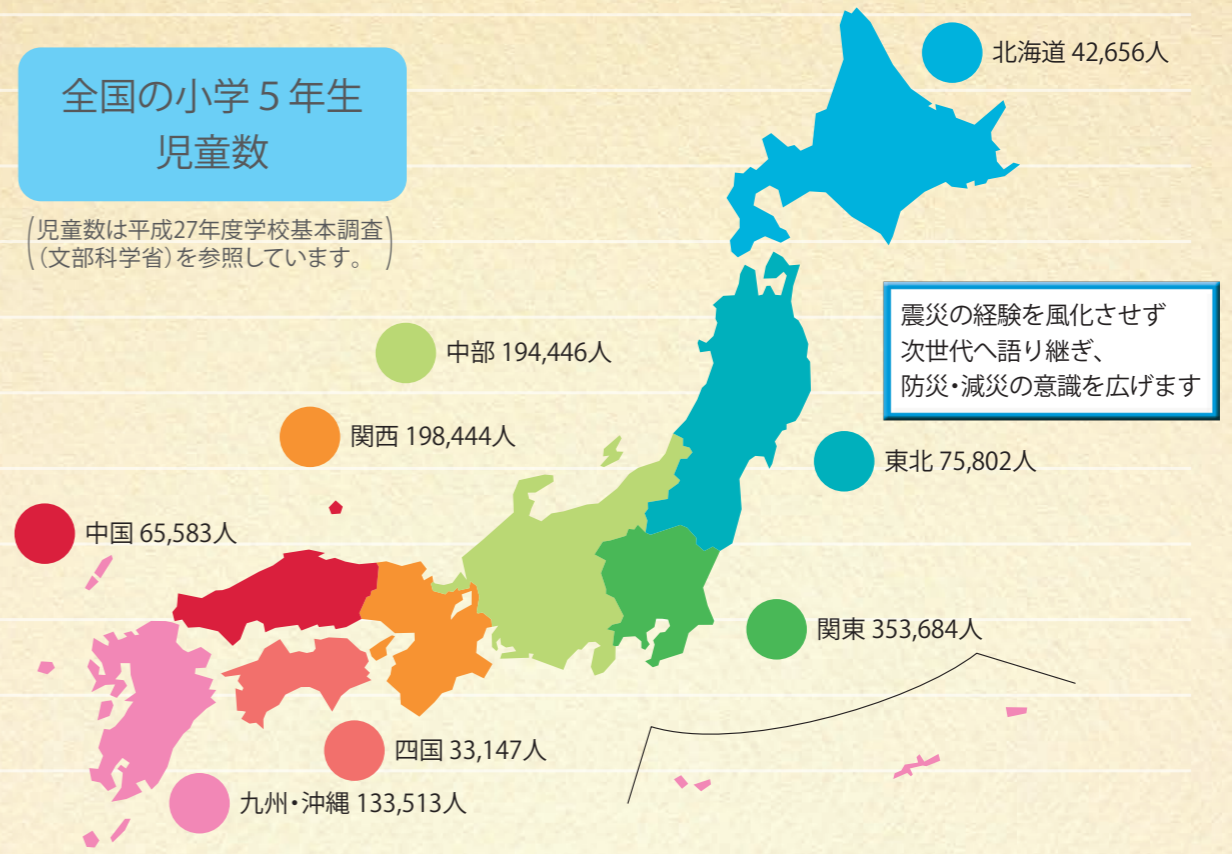 全国の小学5年生
児童数
(児童数は平成27年度学校基本調査
(文部科学省)を参照しています。)
北海道 42,656人
震災の経験を風化させず
次世代へ語り継ぎ、
防災・減災の意識を広げます
中部 194,446人
関西 198,444人
東北 75,802人
中国 65,583人
関東 353,684人
四国 33,147人
九州・沖縄 133,513人